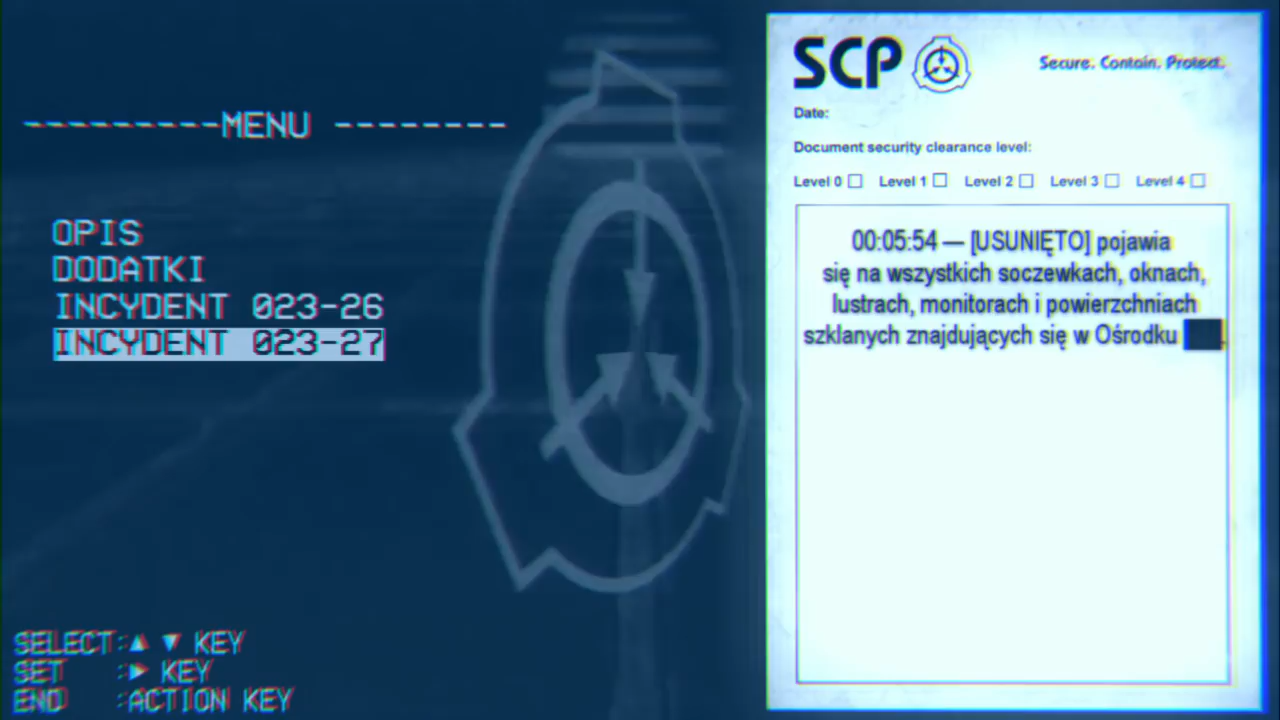 ---------MENU --------
OPIS
DODATKI
INCYDENT 023-26
INCYDENT 023-27
SELECT:▲ ▼ KEY
SET :► KEY
END :ACTION KEY
SCP
Secure. Contain. Protect.
Date:
Document security clearance level:
Level 0 □ Level 1 □ Level 2 □ Level 3 □ Level 4 □
00:05:54 — [USUNIĘTO] pojawia
się na wszystkich soczewkach, oknach,
lustrach, monitorach i powierzchniach
szklanych znajdujących się w Ośrodku ██.